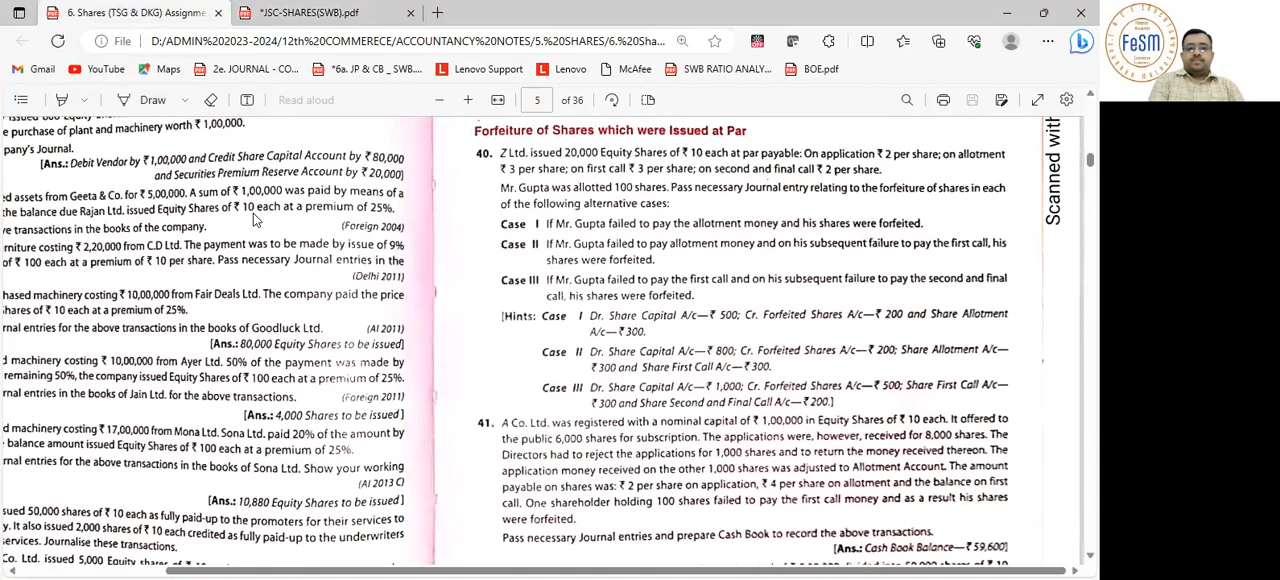 6. Shares (TSG & DKG) Assignme
*JSC-SHARES(SWB).pdf
File
D:/ADMIN%202023-2024/12th%20COMMERECE/ACCOUNTANCY%20NOTES/5.%20SHARES/6.%20Sha...
Gmail
YouTube
Maps
2e. JOURNAL - CO...
*6a. JP & CB _ SWB....
Lenovo Support
Lenovo
McAfee
SWB RATIO ANALY...
BOE.pdf
Draw
Read aloud
5 of 36
FeSM
e purchase of plant and machinery worth ₹ 1,00,000.
pany's Journal.
[Ans.: Debit Vendor by ₹ 1,00,000 and Credit Share Capital Account by ₹ 80,000
and Securities Premium Reserve Account by ₹ 20,000]
ed assets from Geeta & Co. for ₹ 5,00,000. A sum of ₹ 1,00,000 was paid by means of a
the balance due Rajan Ltd. issued Equity Shares of ₹ 10 each at a premium of 25%.
ve transactions in the books of the company.
(Foreign 2004)
rniture costing ₹ 2,20,000 from C.D Ltd. The payment was to be made by issue of 9%
of ₹ 100 each at a premium of ₹ 10 per share. Pass necessary Journal entries in the
(Delhi 2011)
hased machinery costing ₹ 10,00,000 from Fair Deals Ltd. The company paid the price
hares of ₹ 10 each at a premium of 25%.
rnal entries for the above transactions in the books of Goodluck Ltd.
(AI 2011)
[Ans.: 80,000 Equity Shares to be issued]
d machinery costing ₹ 10,00,000 from Ayer Ltd. 50% of the payment was made by
remaining 50%, the company issued Equity Shares of ₹ 100 each at a premium of 25%.
rnal entries in the books of Jain Ltd. for the above transactions.
(Foreign 2011)
[Ans.: 4,000 Shares to be issued]
d machinery costing ₹ 17,00,000 from Mona Ltd. Sona Ltd. paid 20% of the amount by
balance amount issued Equity Shares of ₹ 100 each at a premium of 25%.
rnal entries for the above transactions in the books of Sona Ltd. Show your working
(AI 2013 C)
[Ans.: 10,880 Equity Shares to be issued]
sued 50,000 shares of ₹ 10 each as fully paid-up to the promoters for their services to
y. It also issued 2,000 shares of ₹ 10 each credited as fully paid-up to the underwriters
services. Journalise these transactions.
Co. Ltd. issued 5,000 Equity shares of
Forfeiture of Shares which were Issued at Par
40. Z Ltd. issued 20,000 Equity Shares of ₹ 10 each at par payable: On application ₹ 2 per share; on allotment
₹ 3 per share; on first call ₹ 3 per share; on second and final call ₹ 2 per share.
Mr. Gupta was allotted 100 shares. Pass necessary Journal entry relating to the forfeiture of shares in each
of the following alternative cases:
Case I If Mr. Gupta failed to pay the allotment money and his shares were forfeited.
Case II If Mr. Gupta failed to pay allotment money and on his subsequent failure to pay the first call, his
shares were forfeited.
Case III If Mr. Gupta failed to pay the first call and on his subsequent failure to pay the second and final
call, his shares were forfeited.
[Hints: Case I Dr. Share Capital A/c—₹ 500; Cr. Forfeited Shares A/c—₹ 200 and Share Allotment
A/c—₹ 300.
Case II Dr. Share Capital A/c—₹ 800; Cr. Forfeited Shares A/c—₹ 200; Share Allotment A/c—
₹ 300 and Share First Call A/c—₹ 300.
Case III Dr. Share Capital A/c—₹ 1,000; Cr. Forfeited Shares A/c—₹ 500; Share First Call A/c—
₹ 300 and Share Second and Final Call A/c—₹ 200.]
41. A Co. Ltd. was registered with a nominal capital of ₹ 1,00,000 in Equity Shares of ₹ 10 each. It offered to
the public 6,000 shares for subscription. The applications were, however, received for 8,000 shares. The
Directors had to reject the applications for 1,000 shares and to return the money received thereon. The
application money received on the other 1,000 shares was adjusted to Allotment Account. The amount
payable on shares was: ₹ 2 per share on application, ₹ 4 per share on allotment and the balance on first
call. One shareholder holding 100 shares failed to pay the first call money and as a result his shares
were forfeited.
Pass necessary Journal entries and prepare Cash Book to record the above transactions.
[Ans.: Cash Book Balance—₹ 59,600]
Scanned with